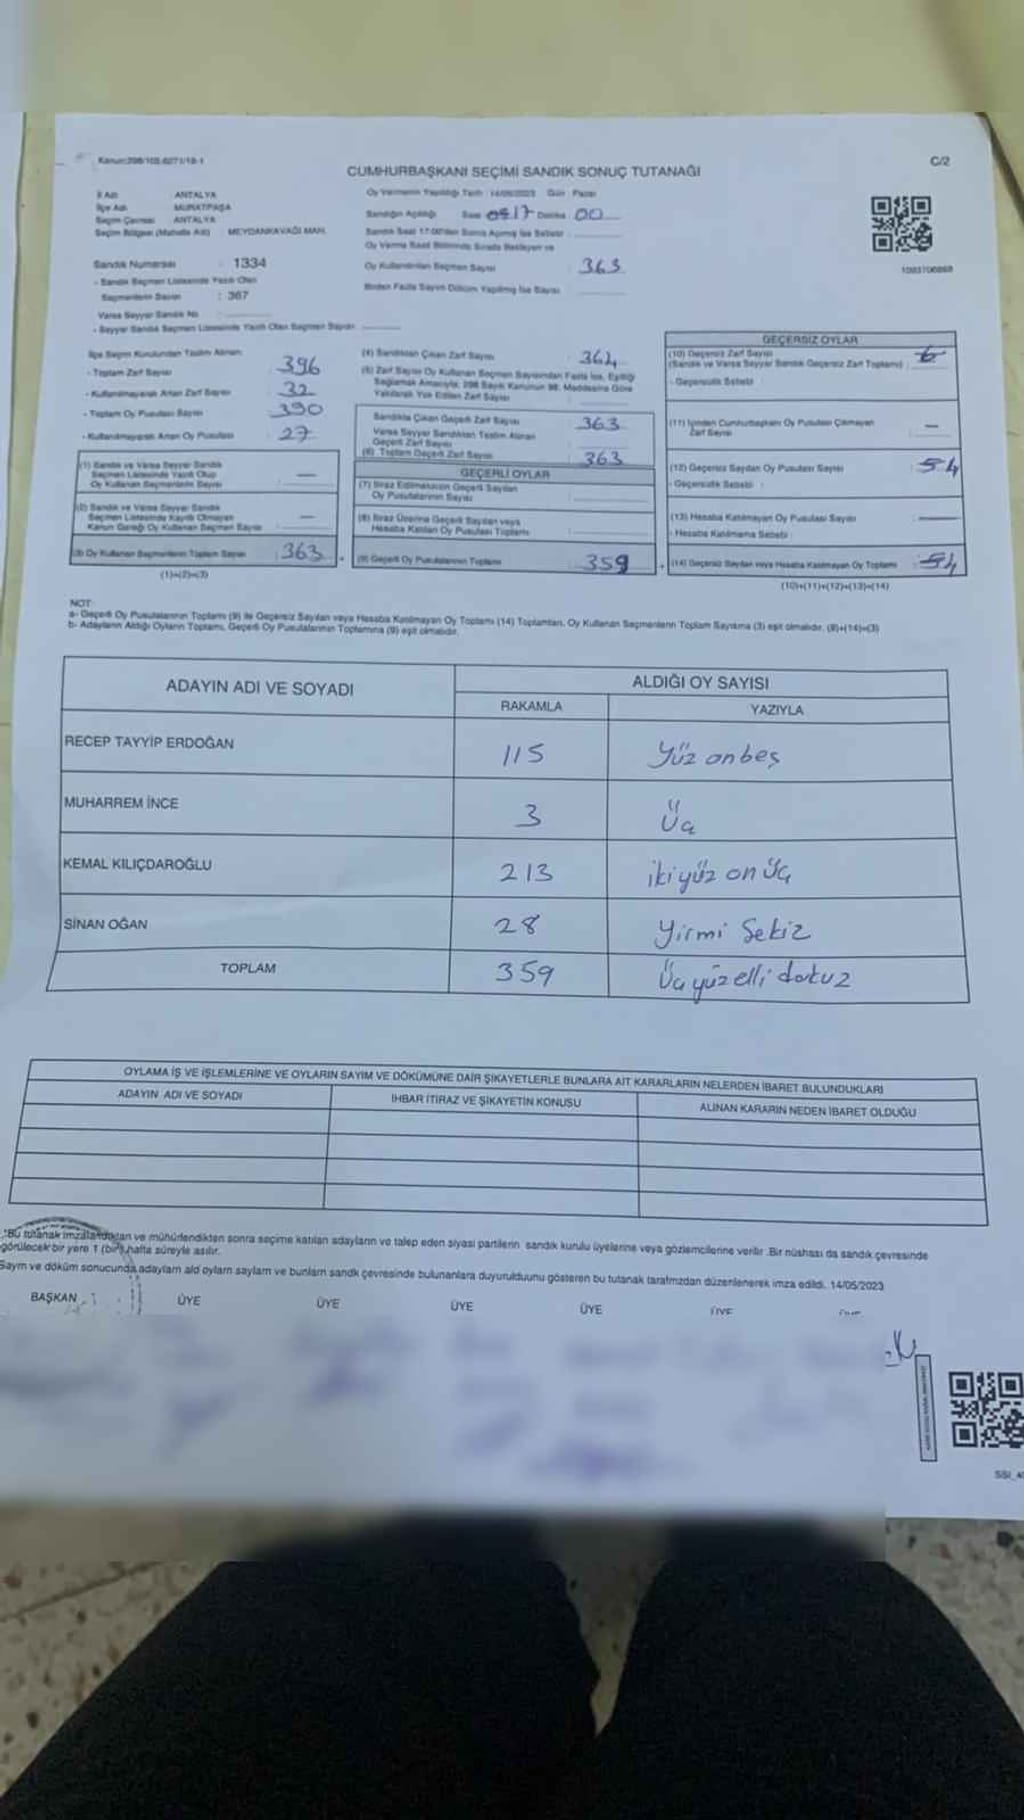 Kanun:298/105-6271/19-1
C/2
CUMHURBAŞKANI SEÇİMİ SANDIK SONUÇ TUTANAĞI
İl Adı ANTALYA
İlçe Adı MURATPAŞA
Seçim Çevresi ANTALYA
Seçim Bölgesi (Mahalle Adı) MEYDANKAVAĞI MAH.
Sandık Numarası : 1334
- Sandık Seçmen Listesinde Yazılı Olan
Seçmenlerin Sayısı : 367
Varsa Seyyar Sandık No
- Seyyar Sandık Seçmen Listesinde Yazılı Olan Seçmen Sayısı
Oy Vermenin Yapıldığı Tarih : 14/05/2023 Gün : Pazar
Sandığın Açıldığı Saat 17 Dakika 00
Sandık Saat 17:00'den Sonra Açılmış İse Sebebi
Oy Verme Saati Bitiminde Sırada Bekleyen ve
Oy Kullandırılan Seçmen Sayısı : 363
Birden Fazla Sayım Döküm Yapılmış İse Sayısı
İlçe Seçim Kurulundan Teslim Alınan
- Toplam Zarf Sayısı 396
- Kullanılmayarak Artan Zarf Sayısı 32
- Toplam Oy Pusulası Sayısı 390
- Kullanılmayarak Artan Oy Pusulası 27
(1) Sandık ve Varsa Seyyar Sandık
Seçmen Listesinde Yazılı Olup
Oy Kullanan Seçmenlerin Sayısı —
(2) Sandık ve Varsa Seyyar Sandık
Seçmen Listesinde Kayıtlı Olmayan
Kanun Gereği Oy Kullanan Seçmen Sayısı —
(3) Oy Kullanan Seçmenlerin Toplam Sayısı : 363
(1)+(2)=(3)
(4) Sandıktan Çıkan Zarf Sayısı : 364
(5) Zarf Sayısı Oy Kullanan Seçmen Sayısından Fazla İse, Eşitliği
Sağlamak Amacıyla, 298 Sayılı Kanunun 98. Maddesine Göre
Yakılarak Yok Edilen Zarf Sayısı
Sandıkta Çıkan Geçerli Zarf Sayısı : 363
Varsa Seyyar Sandıktan Teslim Alınan
Geçerli Zarf Sayısı
(6) Toplam Geçerli Zarf Sayısı : 363
GEÇERLİ OYLAR
(7) İtiraz Edilmeksizin Geçerli Sayılan
Oy Pusulalarının Sayısı
(8) İtiraz Üzerine Geçerli Sayılan veya
Hesaba Katılan Oy Pusulası Toplamı
(9) Geçerli Oy Pusulalarının Toplamı : 359
GEÇERSİZ OYLAR
(10) Geçersiz Zarf Sayısı
(Sandık ve Varsa Seyyar Sandık Geçersiz Zarf Toplamı) :
- Geçersizlik Sebebi :
(11) İçinden Cumhurbaşkanı Oy Pusulası Çıkmayan
Zarf Sayısı : —
(12) Geçersiz Sayılan Oy Pusulası Sayısı : 4
- Geçersizlik Sebebi :
(13) Hesaba Katılmayan Oy Pusulası Sayısı : —
- Hesaba Katılmama Sebebi :
(14) Geçersiz Sayılan veya Hesaba Katılmayan Oy Toplamı : 4
(10)+(11)+(12)+(13)=(14)
NOT:
a- Geçerli Oy Pusulalarının Toplamı (9) ile Geçersiz Sayılan veya Hesaba Katılmayan Oy Toplamı (14) Toplamları, Oy Kullanan Seçmenlerin Toplam Sayısına (3) eşit olmalıdır. (9)+(14)=(3)
b- Adayların Aldığı Oyların Toplamı, Geçerli Oy Pusulalarının Toplamına (9) eşit olmalıdır.
ADAYIN ADI VE SOYADI
ALDIĞI OY SAYISI
RAKAMLA YAZIYLA
RECEP TAYYİP ERDOĞAN 115 Yüz onbeş
MUHARREM İNCE 3 Üç
KEMAL KILIÇDAROĞLU 213 ikiyüz on Üç
SİNAN OĞAN 28 Yirmi Sekiz
TOPLAM 359 Üçyüz elli dokuz
OYLAMA İŞ VE İŞLEMLERİNE VE OYLARIN SAYIM VE DÖKÜMÜNE DAİR ŞİKAYETLERLE BUNLARA AİT KARARLARIN NELERDEN İBARET BULUNDUKLARI
ADAYIN ADI VE SOYADI İHBAR İTİRAZ VE ŞİKAYETİN KONUSU ALINAN KARARIN NEDEN İBARET OLDUĞU
*Bu tutanak imzalandıktan ve mühürlendikten sonra seçime katılan adayların ve talep eden siyasi partilerin sandık kurulu üyelerine veya gözlemcilerine verilir.Bir nüshası da sandık çevresinde
görülecek bir yere 1 (bir) hafta süreyle asılır.
Sayım ve döküm sonucunda adayların aldığı oyların sayıları ve bunların sandık çevresinde bulunanlara duyurulduğunu gösteren bu tutanak tarafımızdan düzenlenerek imza edildi. 14/05/2023
BAŞKAN ÜYE ÜYE ÜYE ÜYE ÜYE